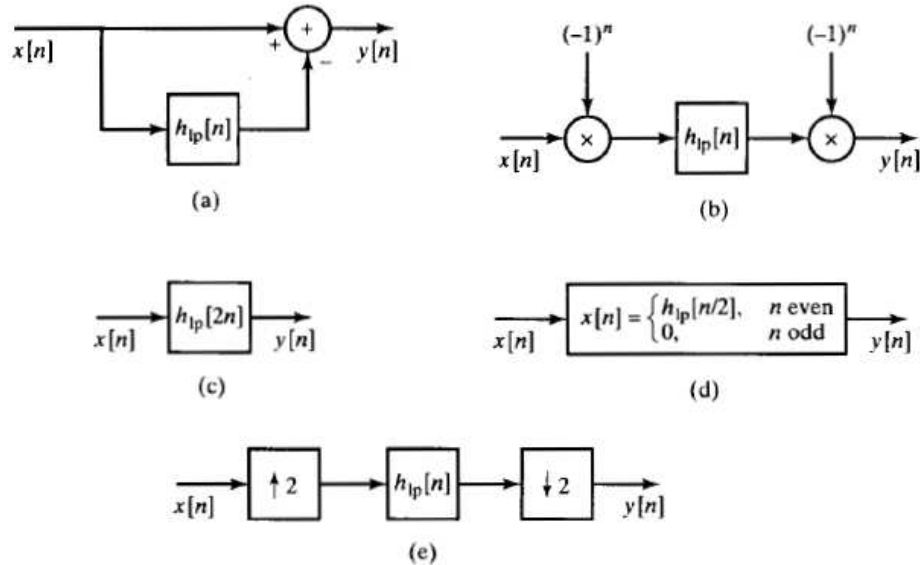 x[n]
+
+
−
y[n]
h_lp[n]
(a)
(−1)^n
(−1)^n
x[n]
×
h_lp[n]
×
y[n]
(b)
x[n]
h_lp[2n]
y[n]
(c)
x[n]
x[n] = { h_lp[n/2], n even
0, n odd
y[n]
(d)
x[n]
↑ 2
h_lp[n]
↓ 2
y[n]
(e)